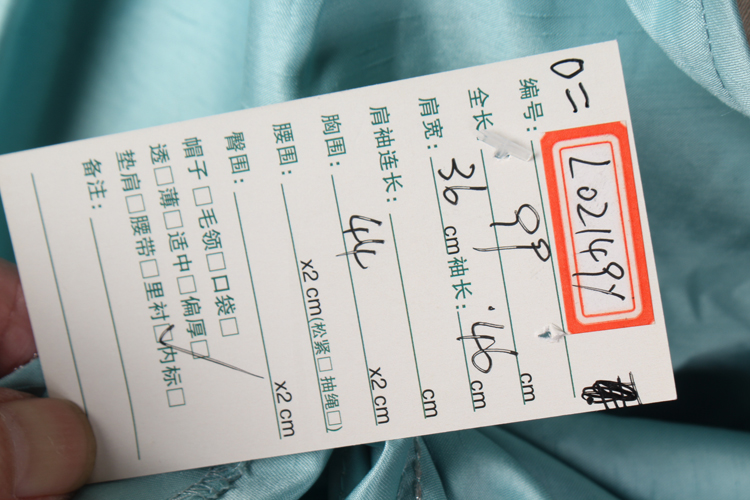 0=
编号: L021499Y
全长 99 cm
肩宽: 36 cm 袖长: 46 cm
肩袖连长: cm
胸围: 44 x2 cm
腰围: x2 cm(松紧□ 抽绳□)
臀围: x2 cm
帽子□ 毛领□ 口袋□
透□ 薄□ 适中□ 偏厚□
垫肩□ 腰带□ 里衬☑ 内标□
备注: